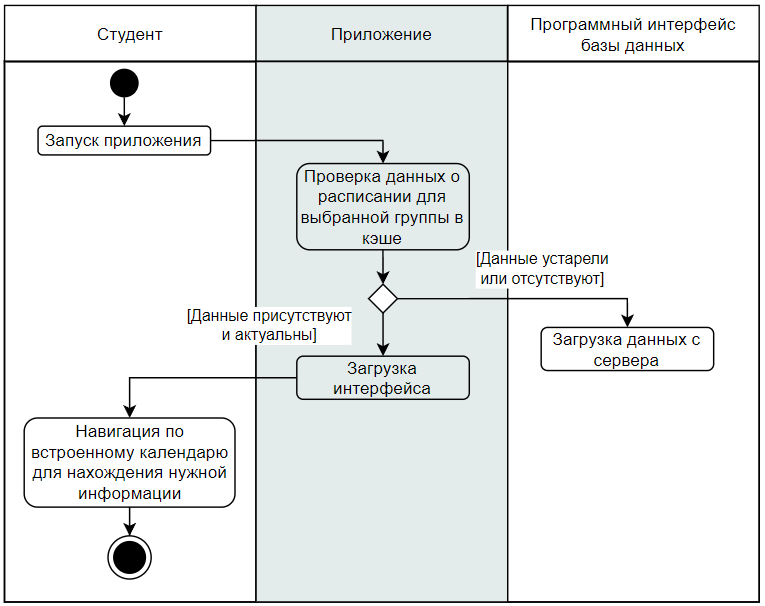 Студент
Приложение
Программный интерфейс
базы данных
Запуск приложения
Проверка данных о
расписании для
выбранной группы в
кэше
[Данные устарели
или отсутствуют]
[Данные присутствуют
и актуальны]
Загрузка данных с
сервера
Загрузка
интерфейса
Навигация по
встроенному календарю
для нахождения нужной
информации